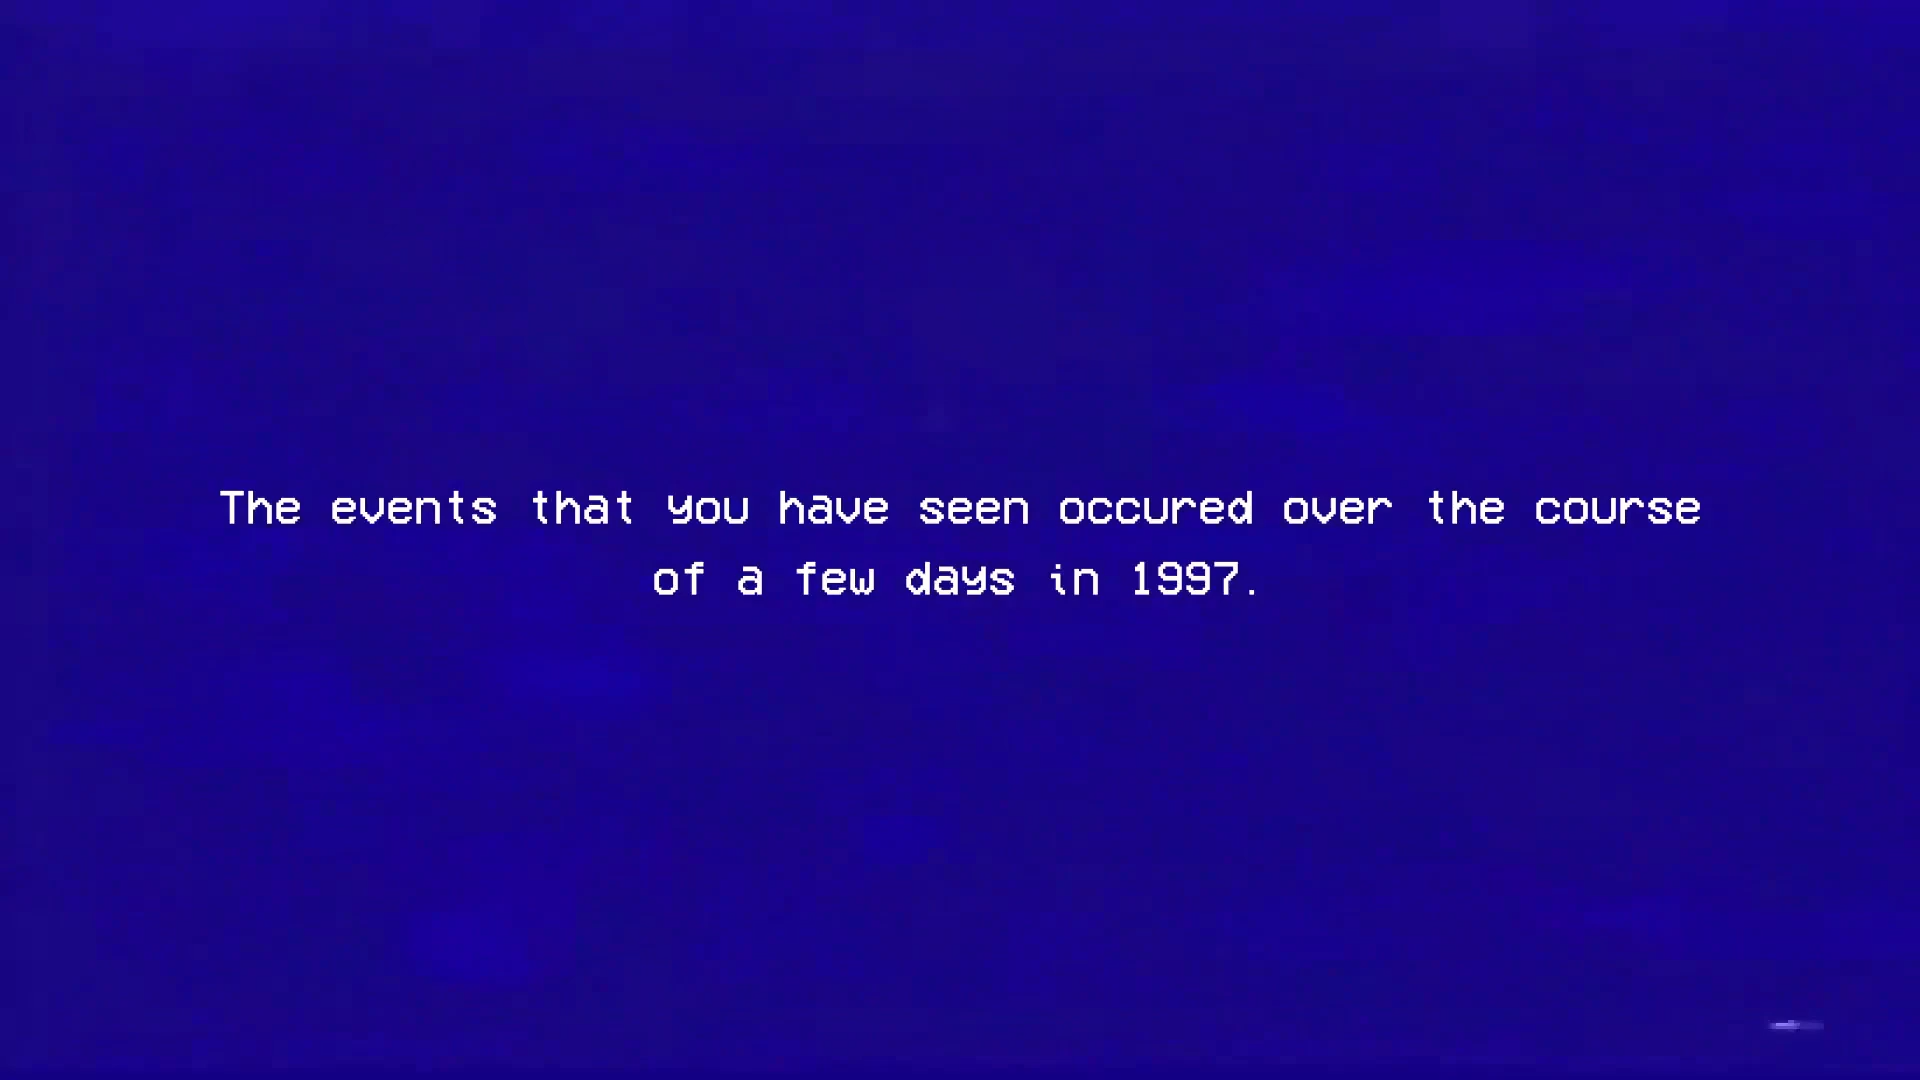 The events that you have seen occured over the course
of a few days in 1997.